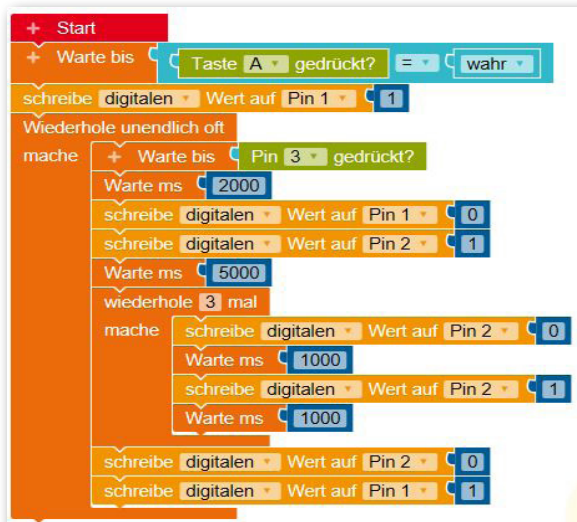 + Start
+ Warte bis Taste A gedrückt? = wahr
schreibe digitalen Wert auf Pin 1 1
Wiederhole unendlich oft
mache + Warte bis Pin 3 gedrückt?
Warte ms 2000
schreibe digitalen Wert auf Pin 1 0
schreibe digitalen Wert auf Pin 2 1
Warte ms 5000
wiederhole 3 mal
mache schreibe digitalen Wert auf Pin 2 0
Warte ms 1000
schreibe digitalen Wert auf Pin 2 1
Warte ms 1000
schreibe digitalen Wert auf Pin 2 0
schreibe digitalen Wert auf Pin 1 1